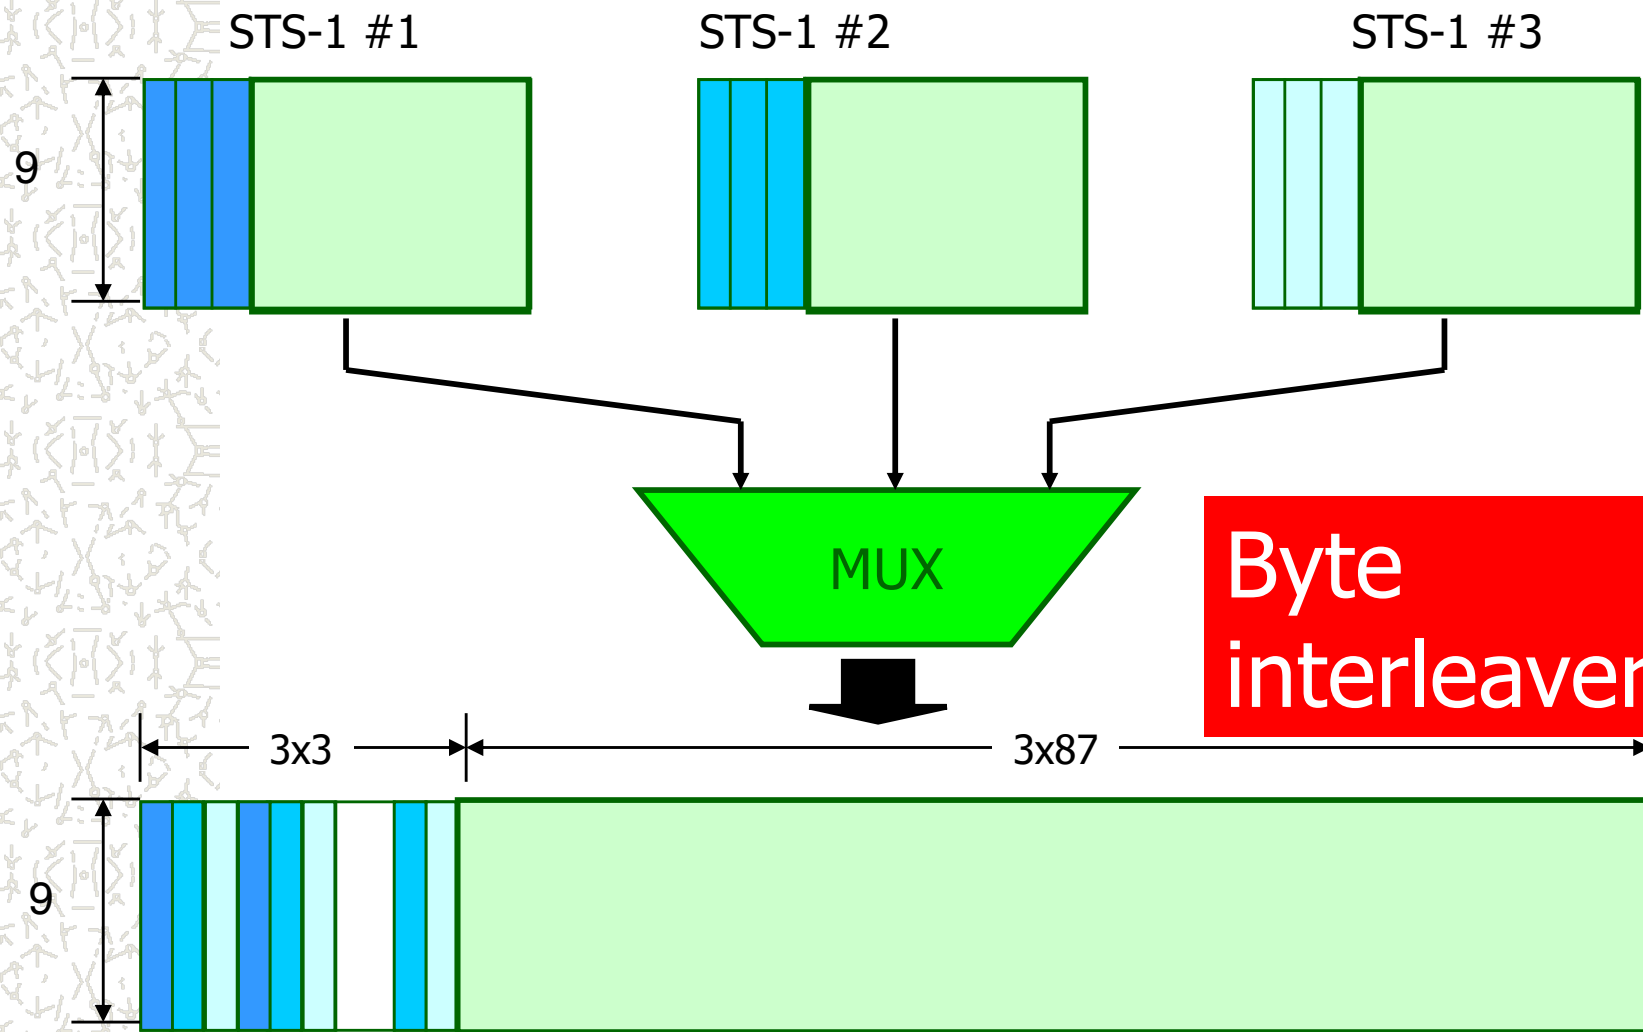 STS-1 #1
STS-1 #2
STS-1 #3
9
MUX
Byte
interleaver
3x3
3x87
9